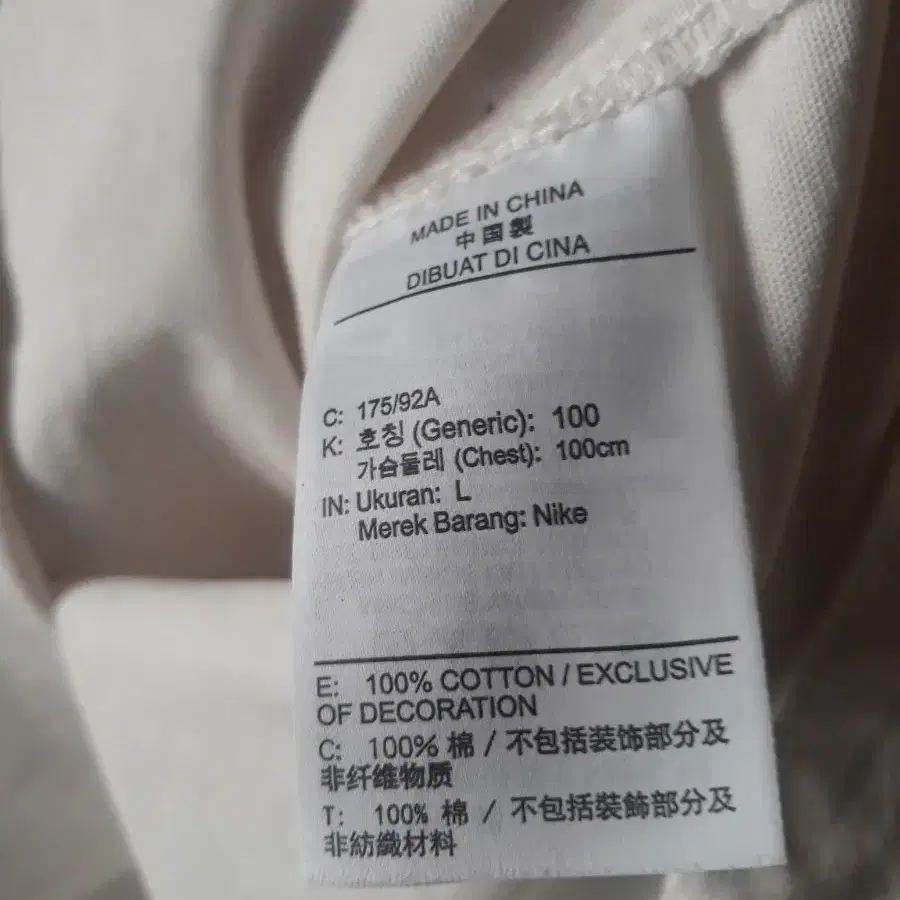 MADE IN CHINA
中国製
DIBUAT DI CINA
C: 175/92A
K: 호칭 (Generic): 100
가슴둘레 (Chest): 100cm
IN: Ukuran: L
Merek Barang: Nike
E: 100% COTTON / EXCLUSIVE
OF DECORATION
C: 100% 棉 / 不包括装饰部分及
非纤维物质
T: 100% 棉 / 不包括裝飾部分及
非紡織材料